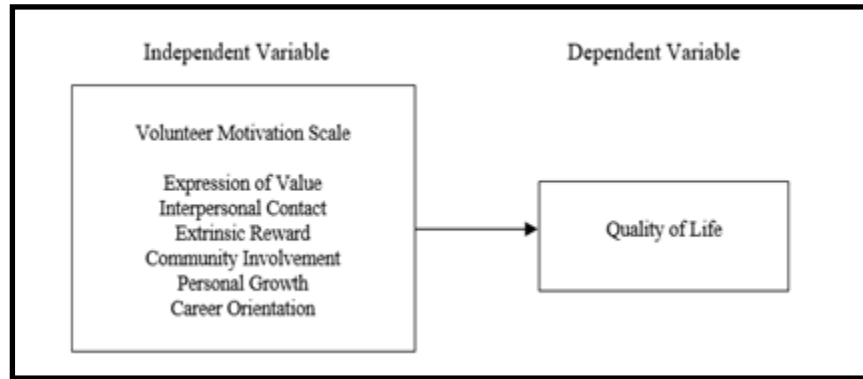 Independent Variable
Dependent Variable
Volunteer Motivation Scale
Expression of Value
Interpersonal Contact
Extrinsic Reward
Community Involvement
Personal Growth
Career Orientation
Quality of Life